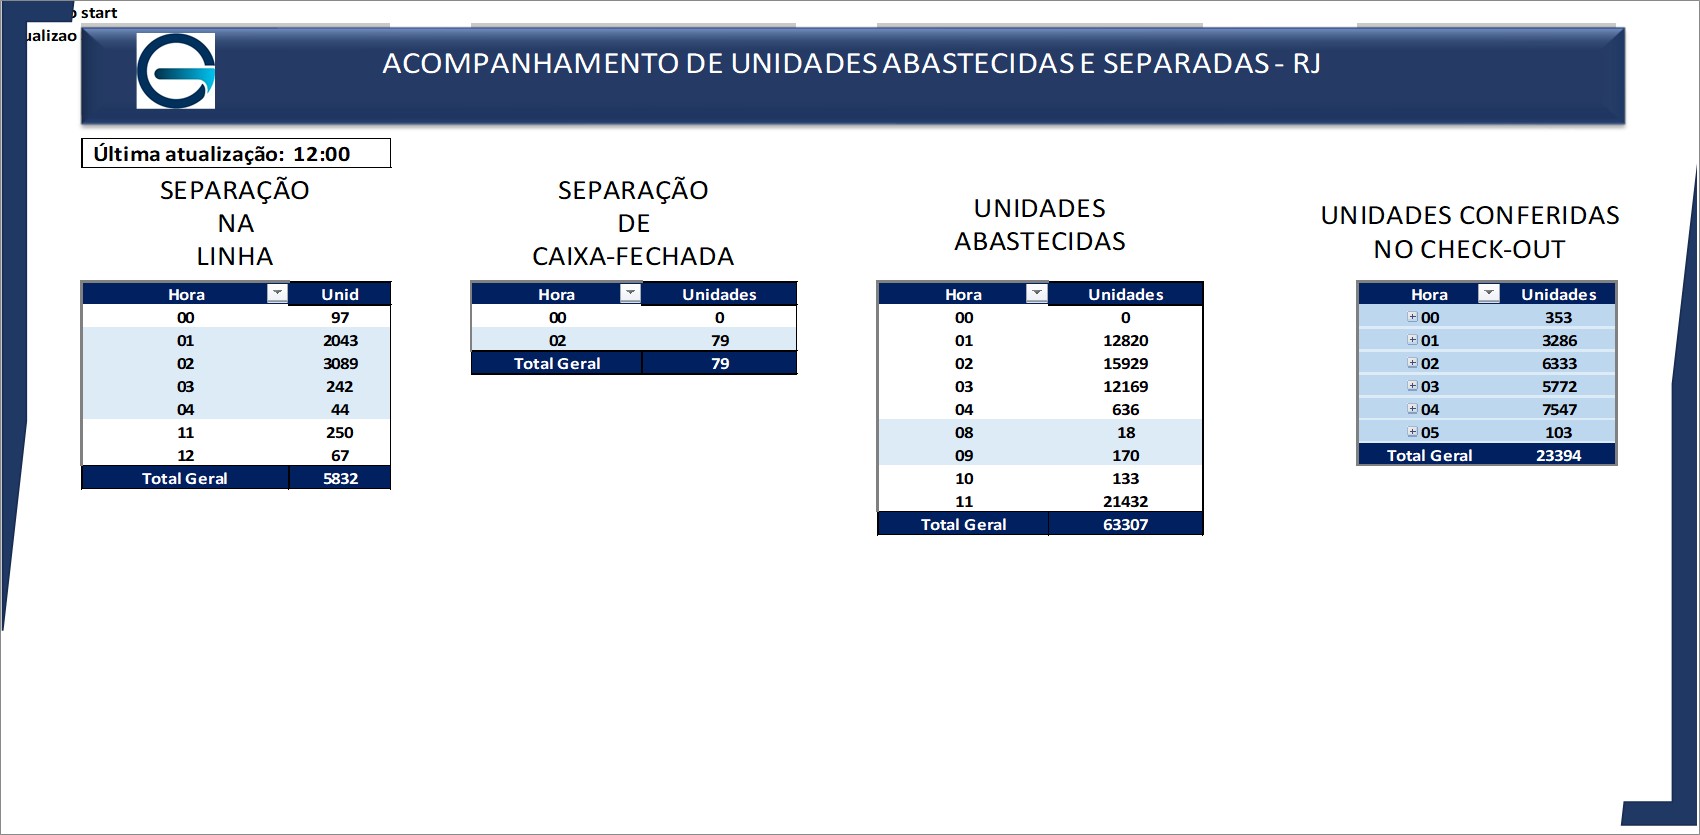 start
ualizao
ACOMPANHAMENTO DE UNIDADES ABASTECIDAS E SEPARADAS - RJ
Última atualização: 12:00
SEPARAÇÃO
NA
LINHA
Hora Unid
00 97
01 2043
02 3089
03 242
04 44
11 250
12 67
Total Geral 5832
SEPARAÇÃO
DE
CAIXA-FECHADA
Hora Unidades
00 0
02 79
Total Geral 79
UNIDADES
ABASTECIDAS
Hora Unidades
00 0
01 12820
02 15929
03 12169
04 636
08 18
09 170
10 133
11 21432
Total Geral 63307
UNIDADES CONFERIDAS
NO CHECK-OUT
Hora Unidades
00 353
01 3286
02 6333
03 5772
04 7547
05 103
Total Geral 23394